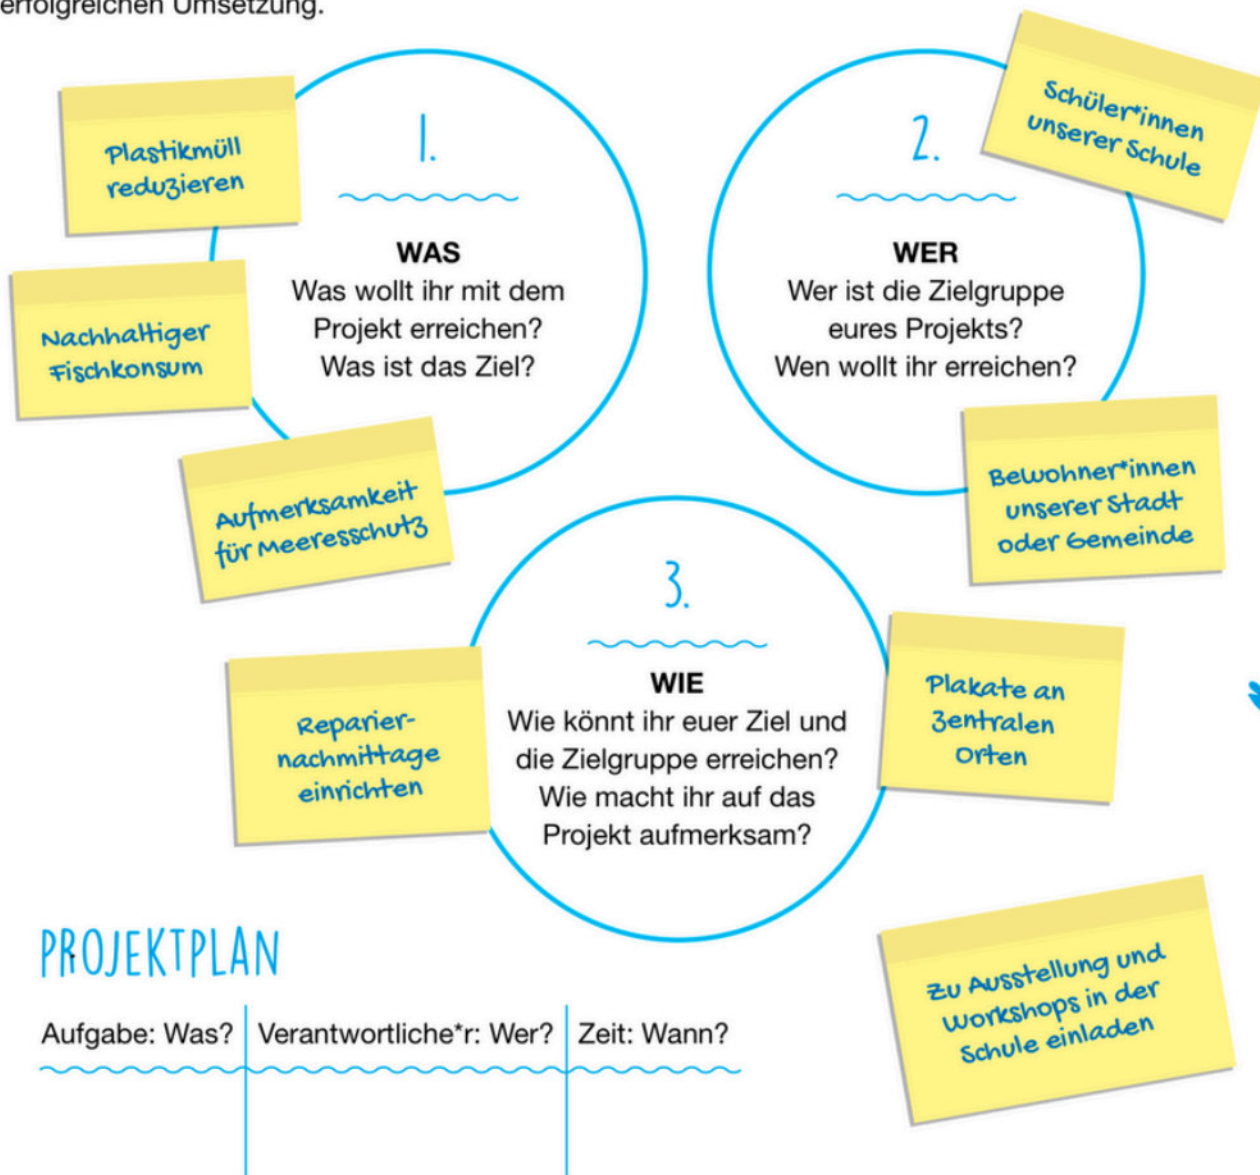 erfolgreichen Umsetzung.
Plastikmüll
reduzieren
Nachhaltiger
Fischkonsum
Aufmerksamkeit
für Meeresschutz
1.
WAS
Was wollt ihr mit dem
Projekt erreichen?
Was ist das Ziel?
2.
WER
Wer ist die Zielgruppe
eures Projekts?
Wen wollt ihr erreichen?
Schüler*innen
unserer Schule
Bewohner*innen
unserer Stadt
oder Gemeinde
3.
WIE
Wie könnt ihr euer Ziel und
die Zielgruppe erreichen?
Wie macht ihr auf das
Projekt aufmerksam?
Reparier-
nachmittage
einrichten
Plakate an
zentralen
Orten
Zu Ausstellung und
Workshops in der
Schule einladen
PROJEKTPLAN
Aufgabe: Was? Verantwortliche*r: Wer? Zeit: Wann?